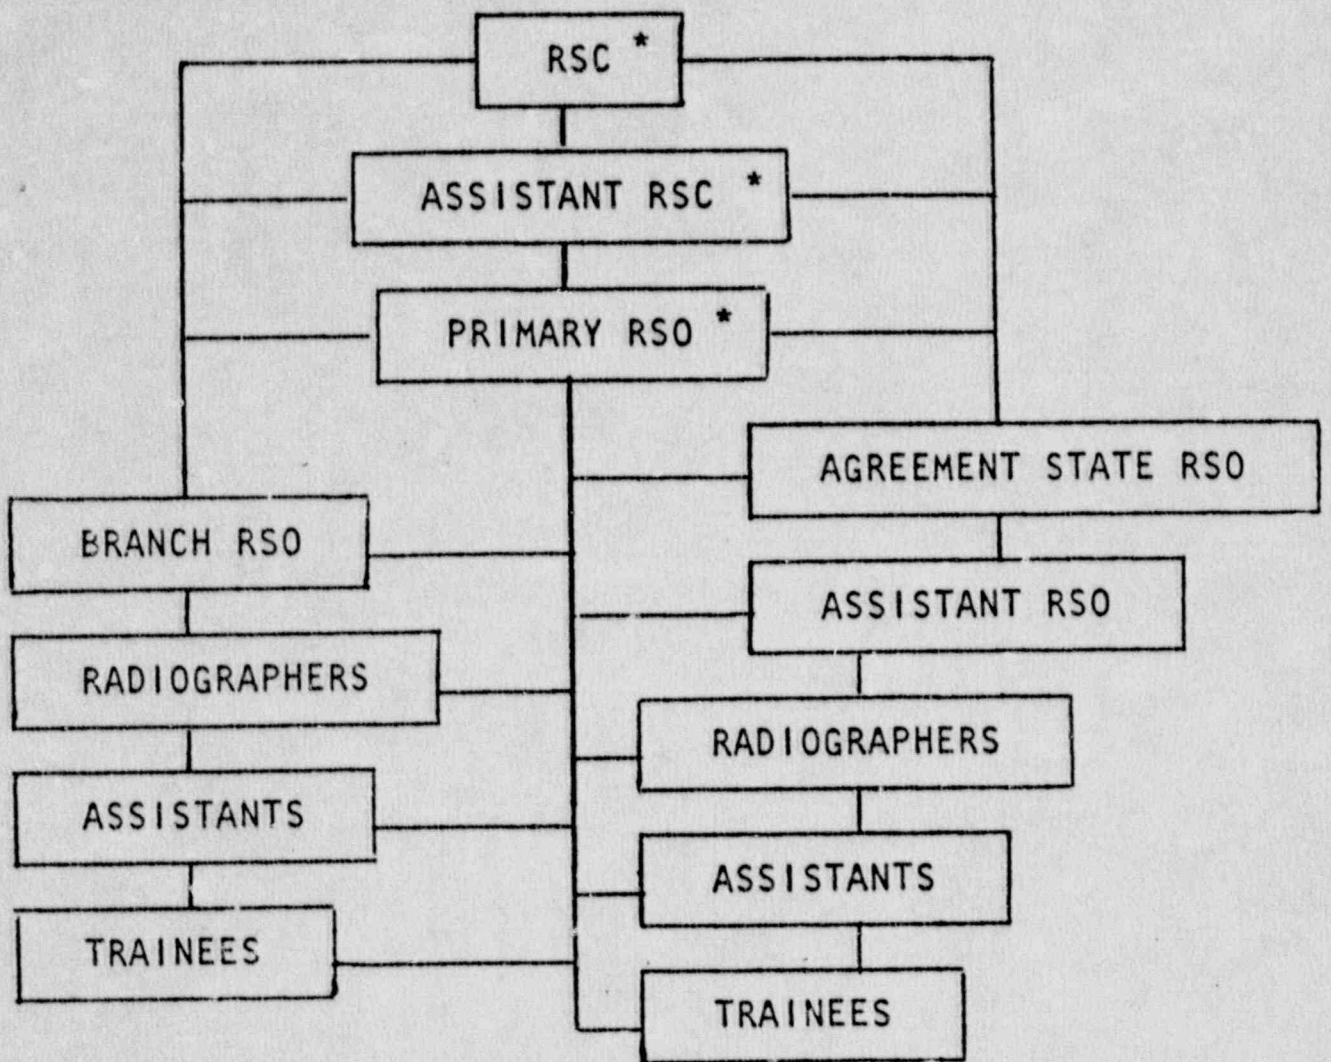 RSC *
ASSISTANT RSC *
PRIMARY RSO *
AGREEMENT STATE RSO
BRANCH RSO
ASSISTANT RSO
RADIOGRAPHERS
RADIOGRAPHERS
ASSISTANTS
ASSISTANTS
TRAINEES
TRAINEES